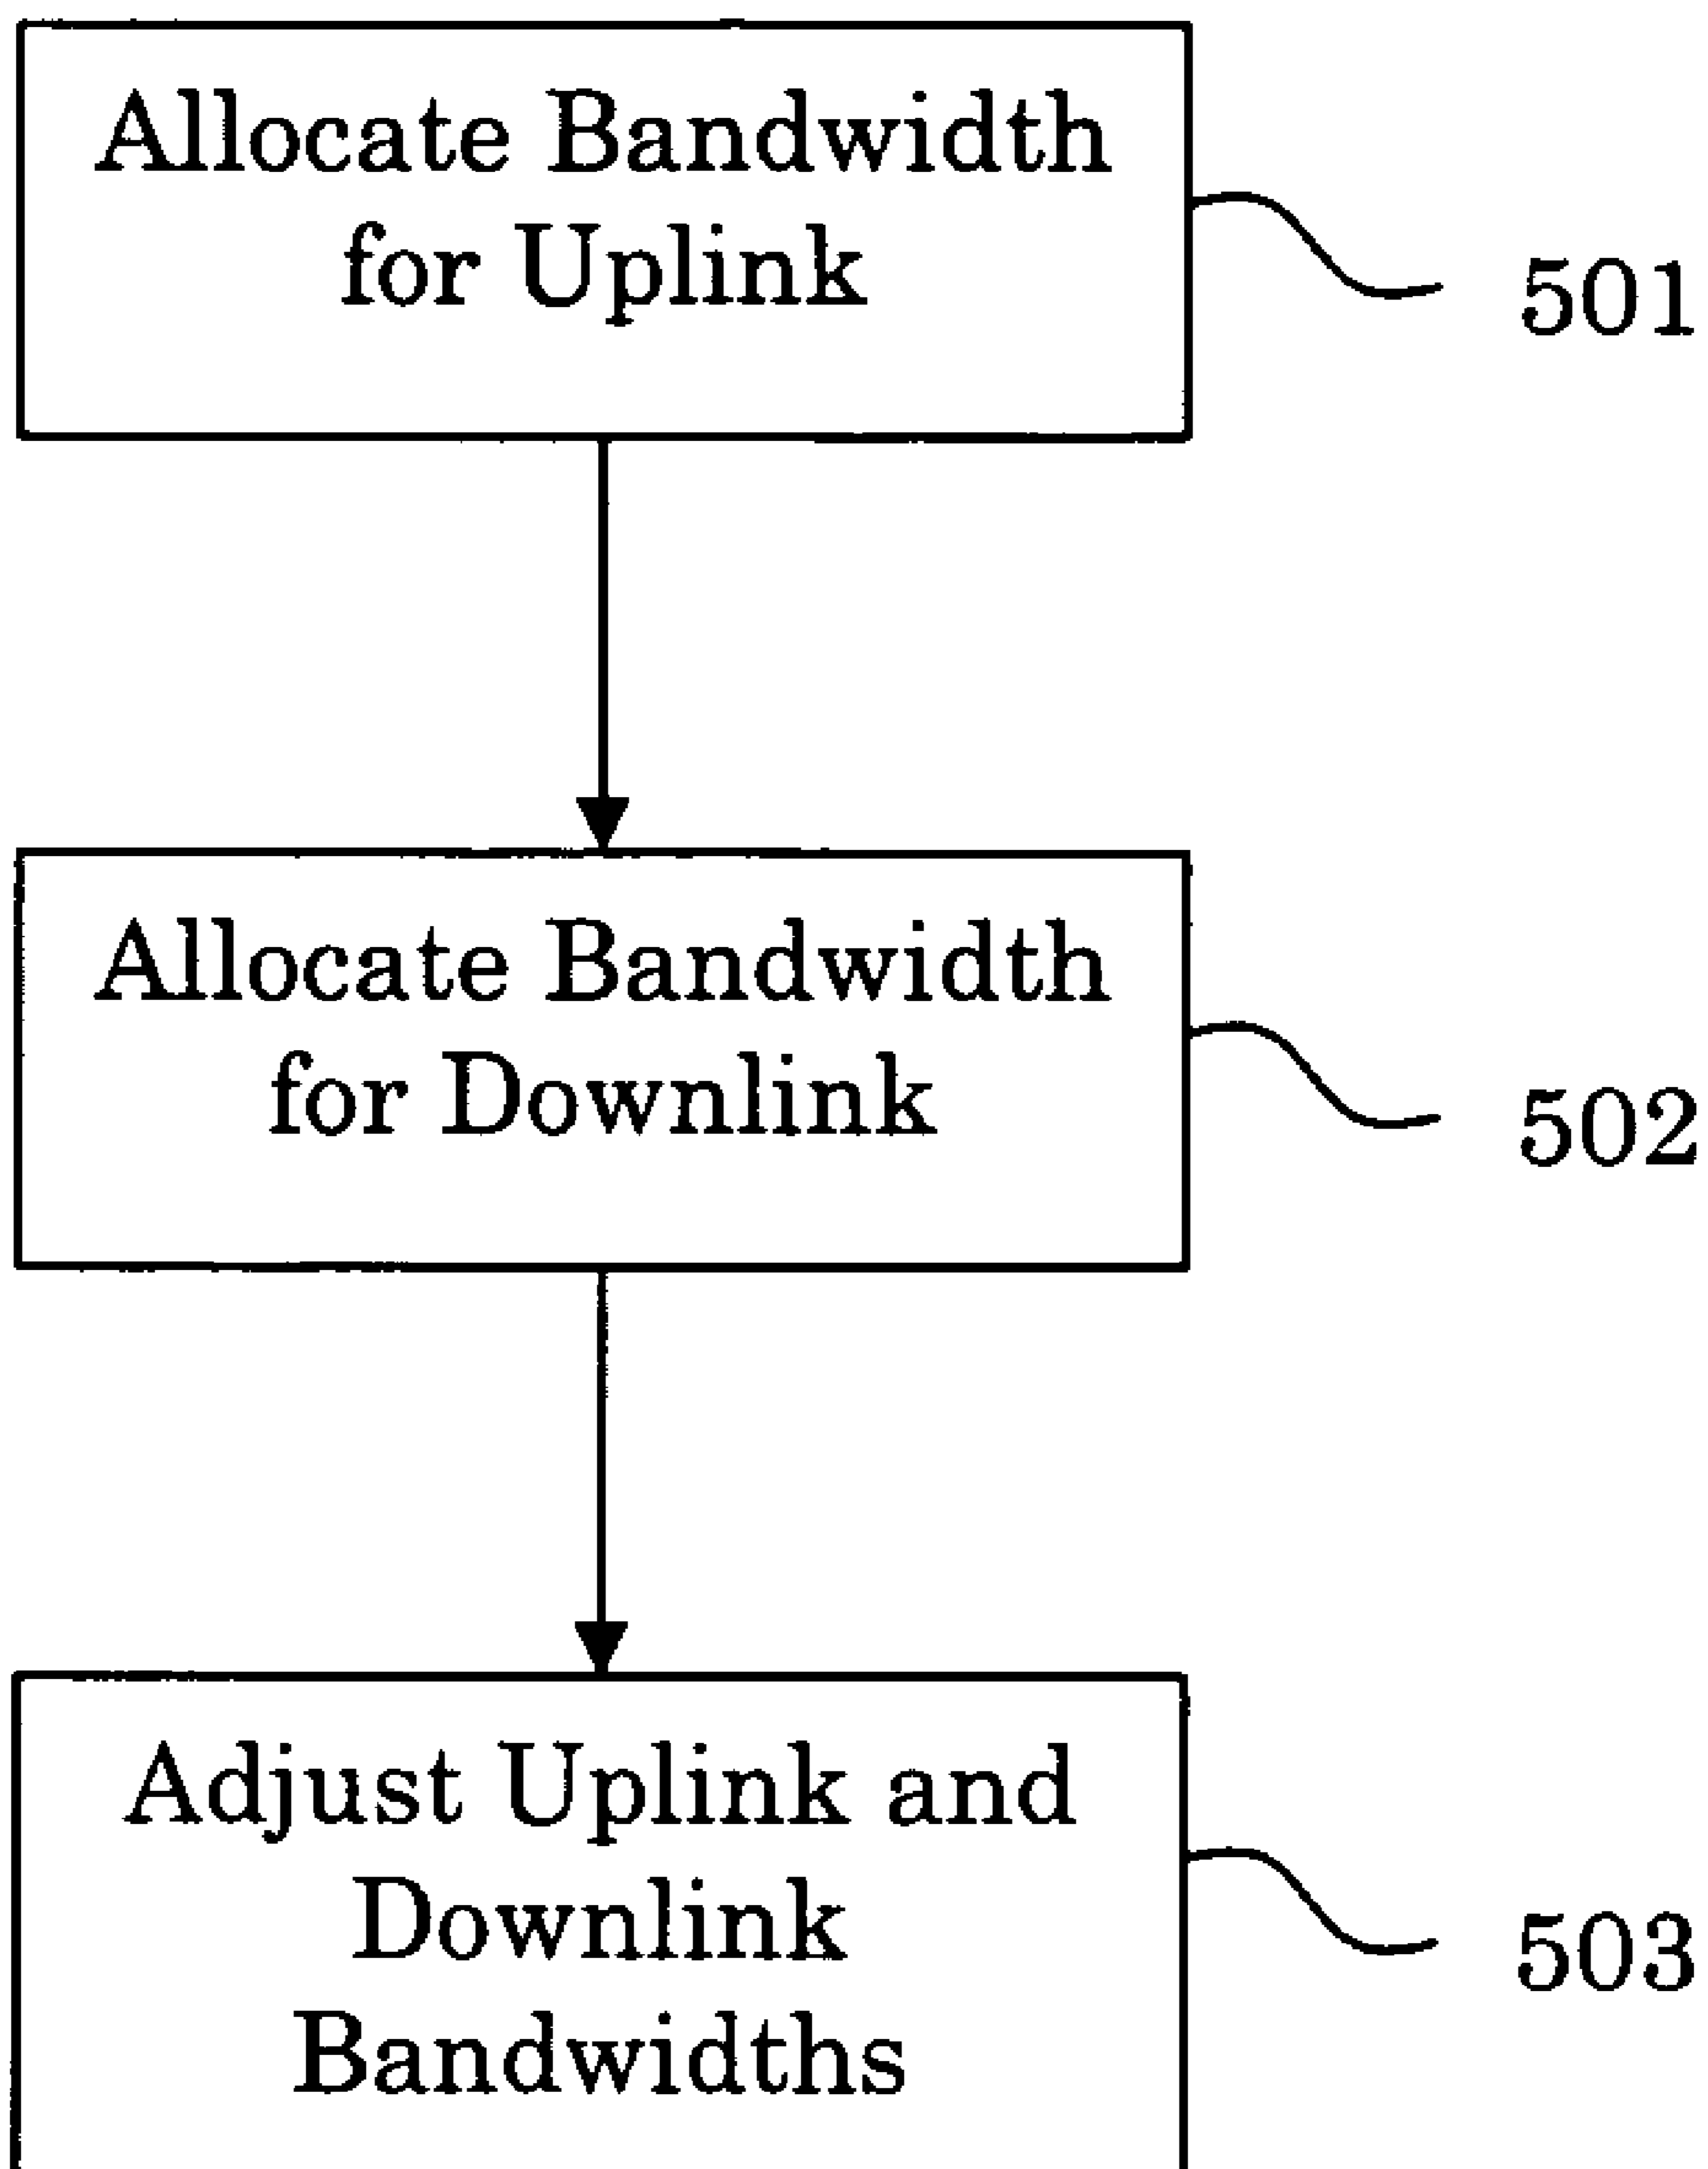 Allocate Bandwidth
for Uplink
501
Allocate Bandwidth
for Downlink
502
Adjust Uplink and
Downlink
Bandwidths
503